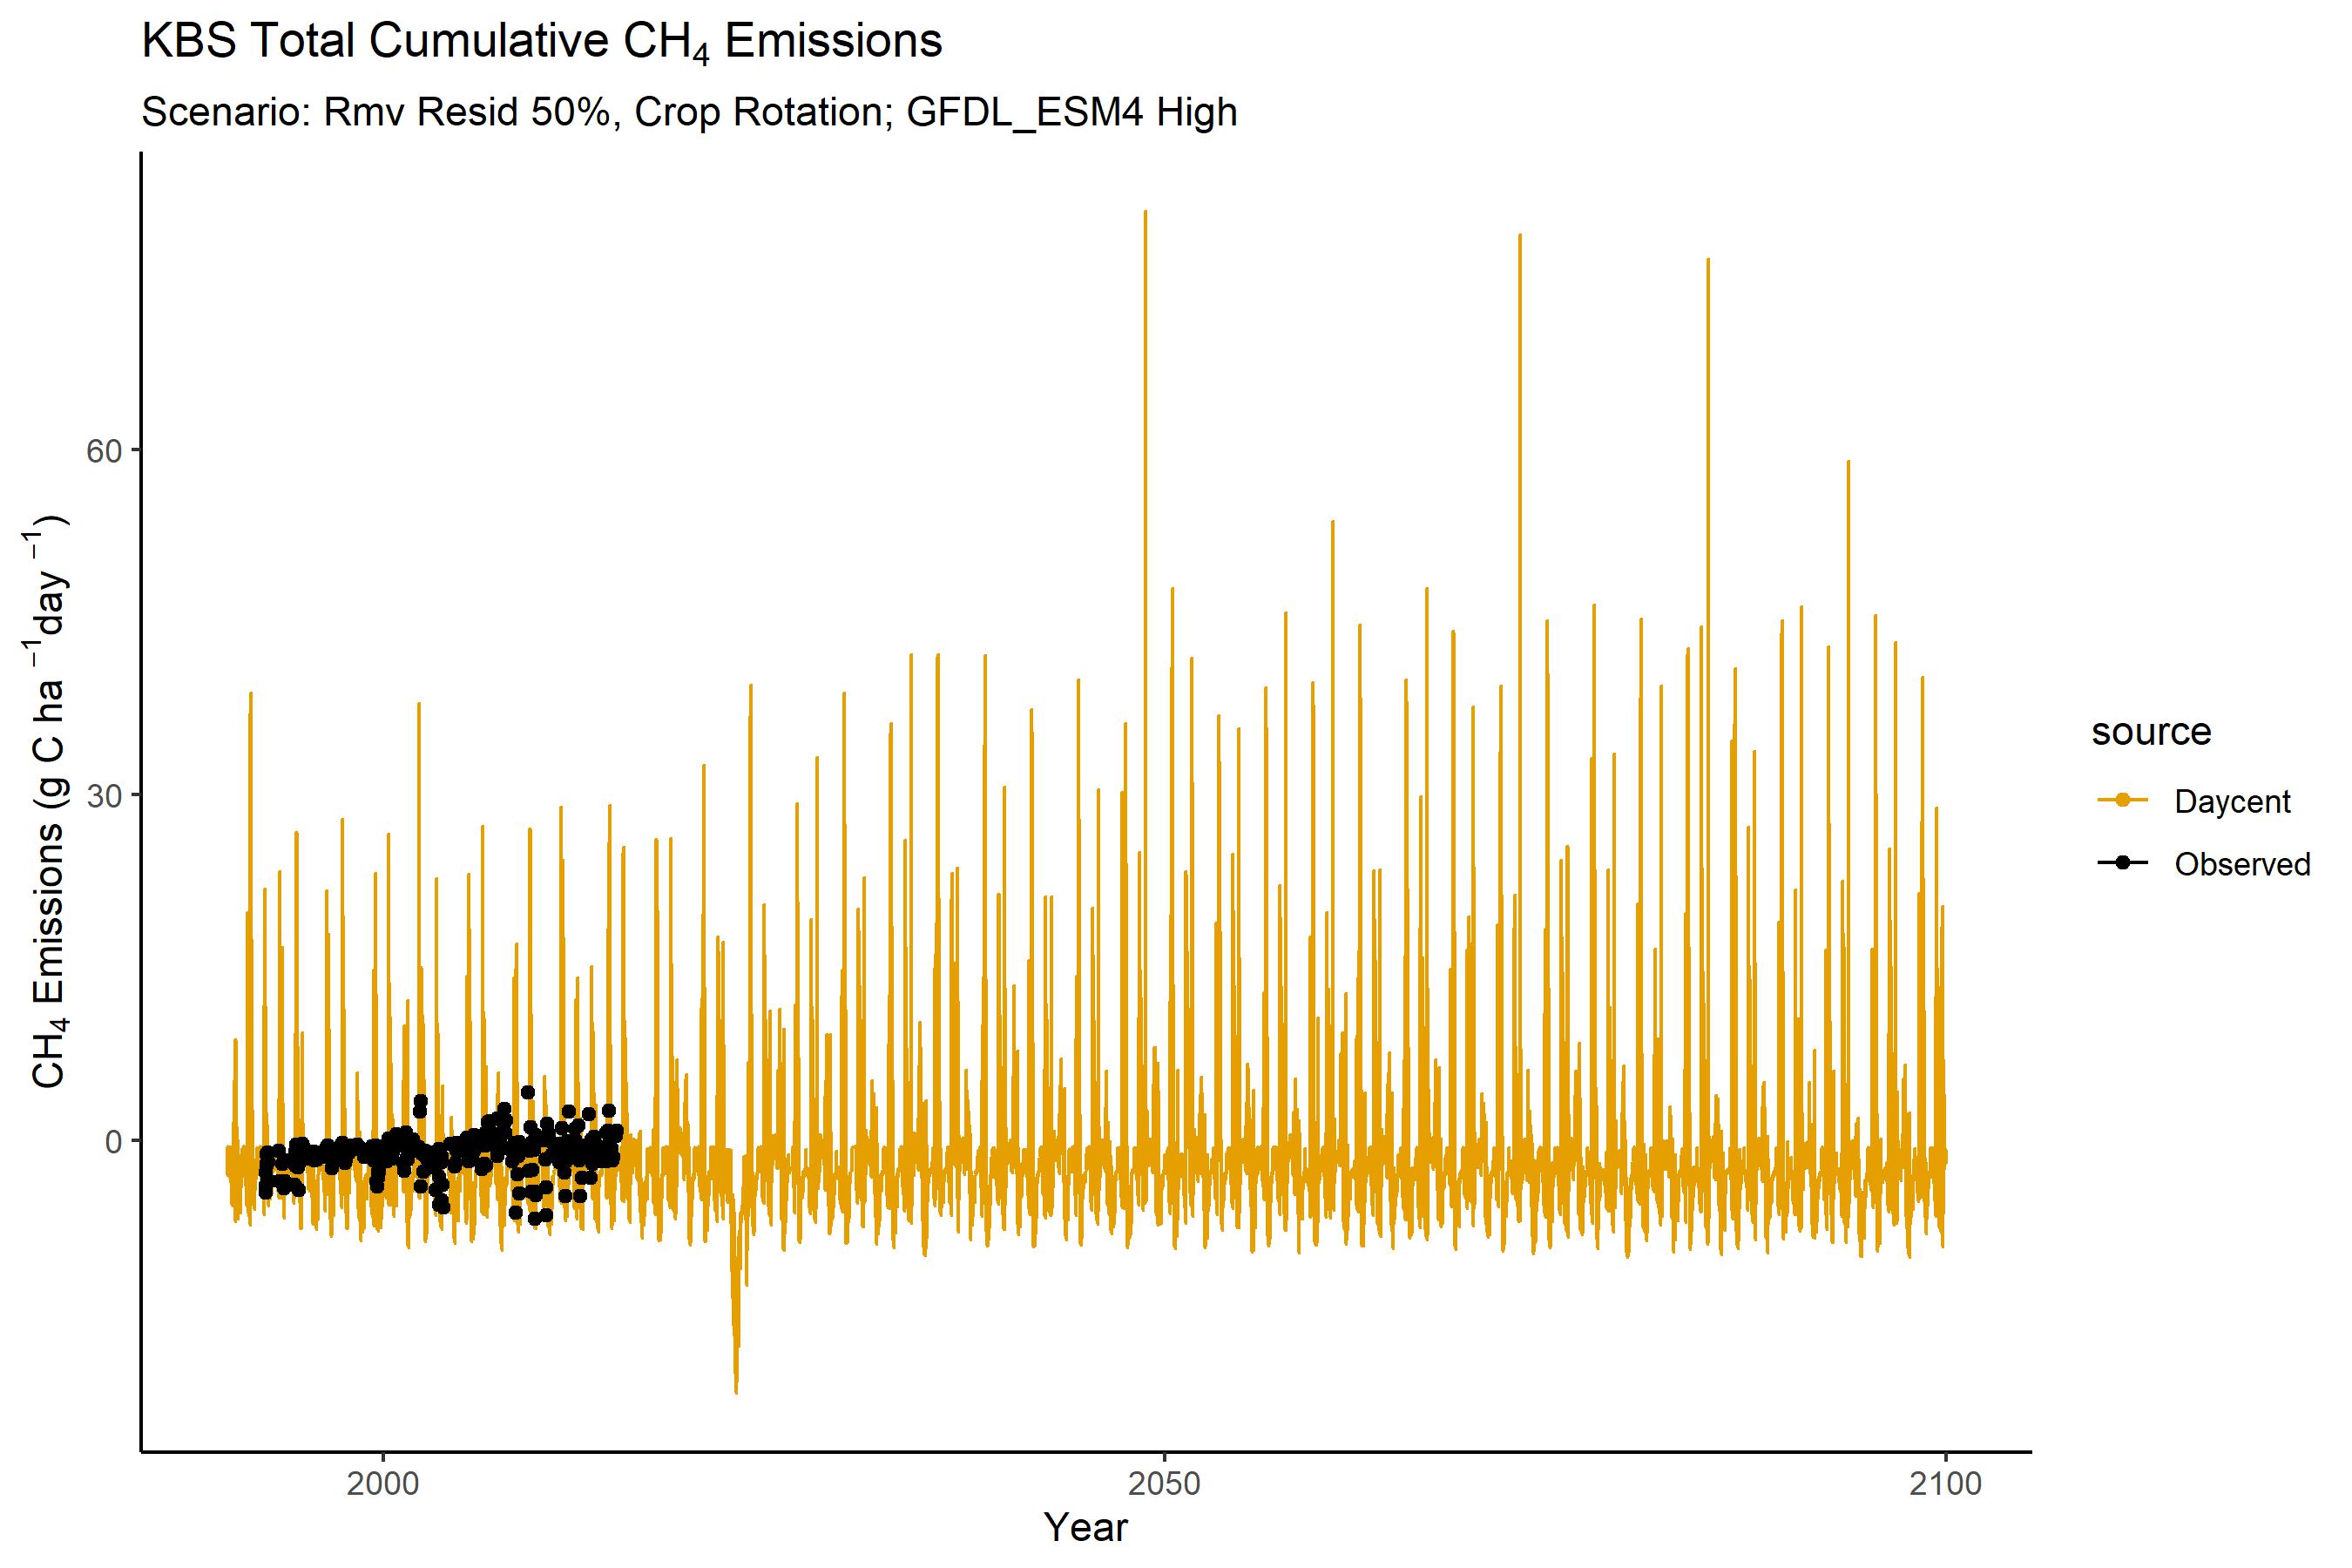 KBS Total Cumulative CH₄ Emissions
Scenario: Rmv Resid 50%, Crop Rotation; GFDL_ESM4 High
CH₄ Emissions (g C ha ⁻¹day ⁻¹)
60
30
0
2000
2050
2100
Year
source
Daycent
Observed